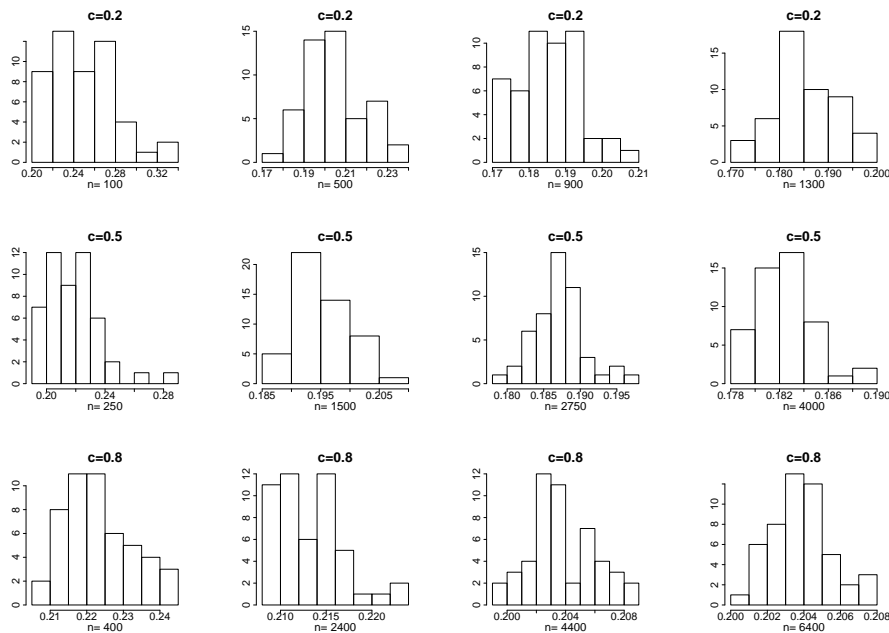 c=0.2
0 2 4 6 8 10
0.20 0.24 0.28 0.32
n= 100
c=0.2
0 5 10 15
0.17 0.19 0.21 0.23
n= 500
c=0.2
0 2 4 6 8 10
0.17 0.18 0.19 0.20 0.21
n= 900
c=0.2
0 5 10 15
0.170 0.180 0.190 0.200
n= 1300
c=0.5
0 2 4 6 8 10 12
0.20 0.24 0.28
n= 250
c=0.5
0 5 10 15 20
0.185 0.195 0.205
n= 1500
c=0.5
0 5 10 15
0.180 0.185 0.190 0.195
n= 2750
c=0.5
0 5 10 15
0.178 0.182 0.186 0.190
n= 4000
c=0.8
0 2 4 6 8 10
0.21 0.22 0.23 0.24
n= 400
c=0.8
0 2 4 6 8 10 12
0.210 0.215 0.220
n= 2400
c=0.8
0 2 4 6 8 10 12
0.200 0.204 0.208
n= 4400
c=0.8
0 2 4 6 8 10 12
0.200 0.202 0.204 0.206 0.208
n= 6400